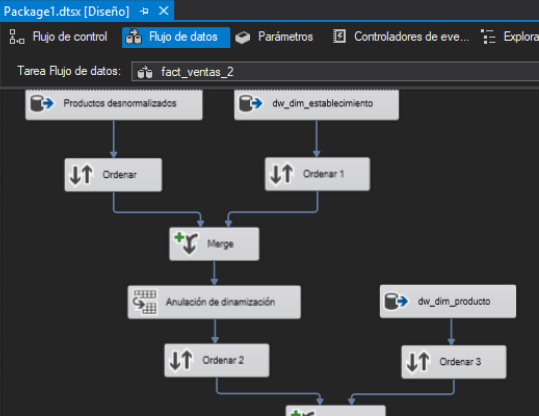 Package1.dtsx [Diseño]
Flujo de control
Flujo de datos
Parámetros
Controladores de eve...
Explora
Tarea Flujo de datos:
fact_ventas_2
Productos desnormalizados
dw_dim_establecimiento
Ordenar
Ordenar 1
Merge
Anulación de dinamización
dw_dim_producto
Ordenar 2
Ordenar 3